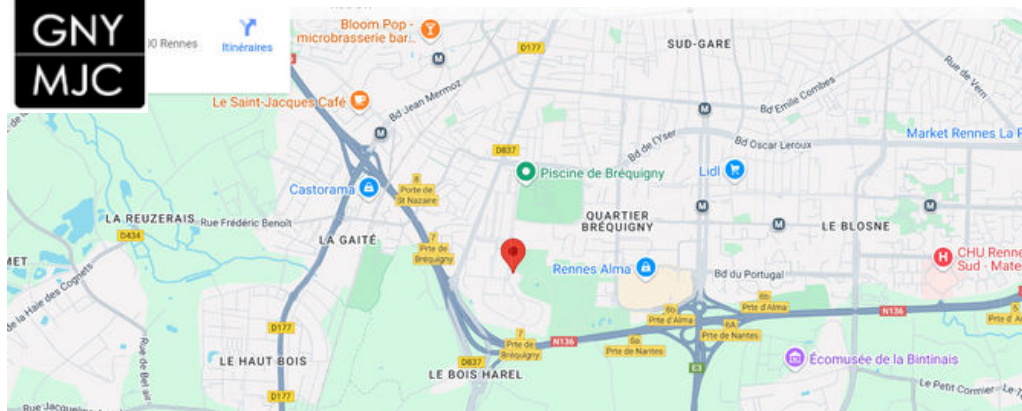 GNY
MJC
00 Rennes
Itinéraires
Bloom Pop -
microbrasserie bar...
D177
SUD-GARE
M
Rue de Vern
Le Saint-Jacques Café
Bd Jean Mermoz
Bd Emile Combes
M
M
Bd de l'Yser
Bd Oscar Leroux
Market Rennes La P
D837
Piscine de Bréquigny
Lidl
M
Castorama
8
Porte de
St Nazaire
M
M
LA REUZERAIS
Rue Frédéric Benoît
QUARTIER
BRÉQUIGNY
LE BLOSNE
D434
LA GAITÉ
7
Prte de
Bréquigny
MET
de la Haie des Cognets
Rennes Alma
Bd du Portugal
H
CHU Renne
Sud - Mate
6b
Prte d'Alma
6b
Prte d'Alma
N136
5
Prte d'A
D177
7
Prte de
Bréquigny
N136
6a
Prte de Nantes
6A
Prte de Nantes
Rue de Bel air
LE HAUT BOIS
D837
LE BOIS HAREL
Écomusée de la Bintinais
D177
Le Petit Cormier - Le
Rue Jacqueline